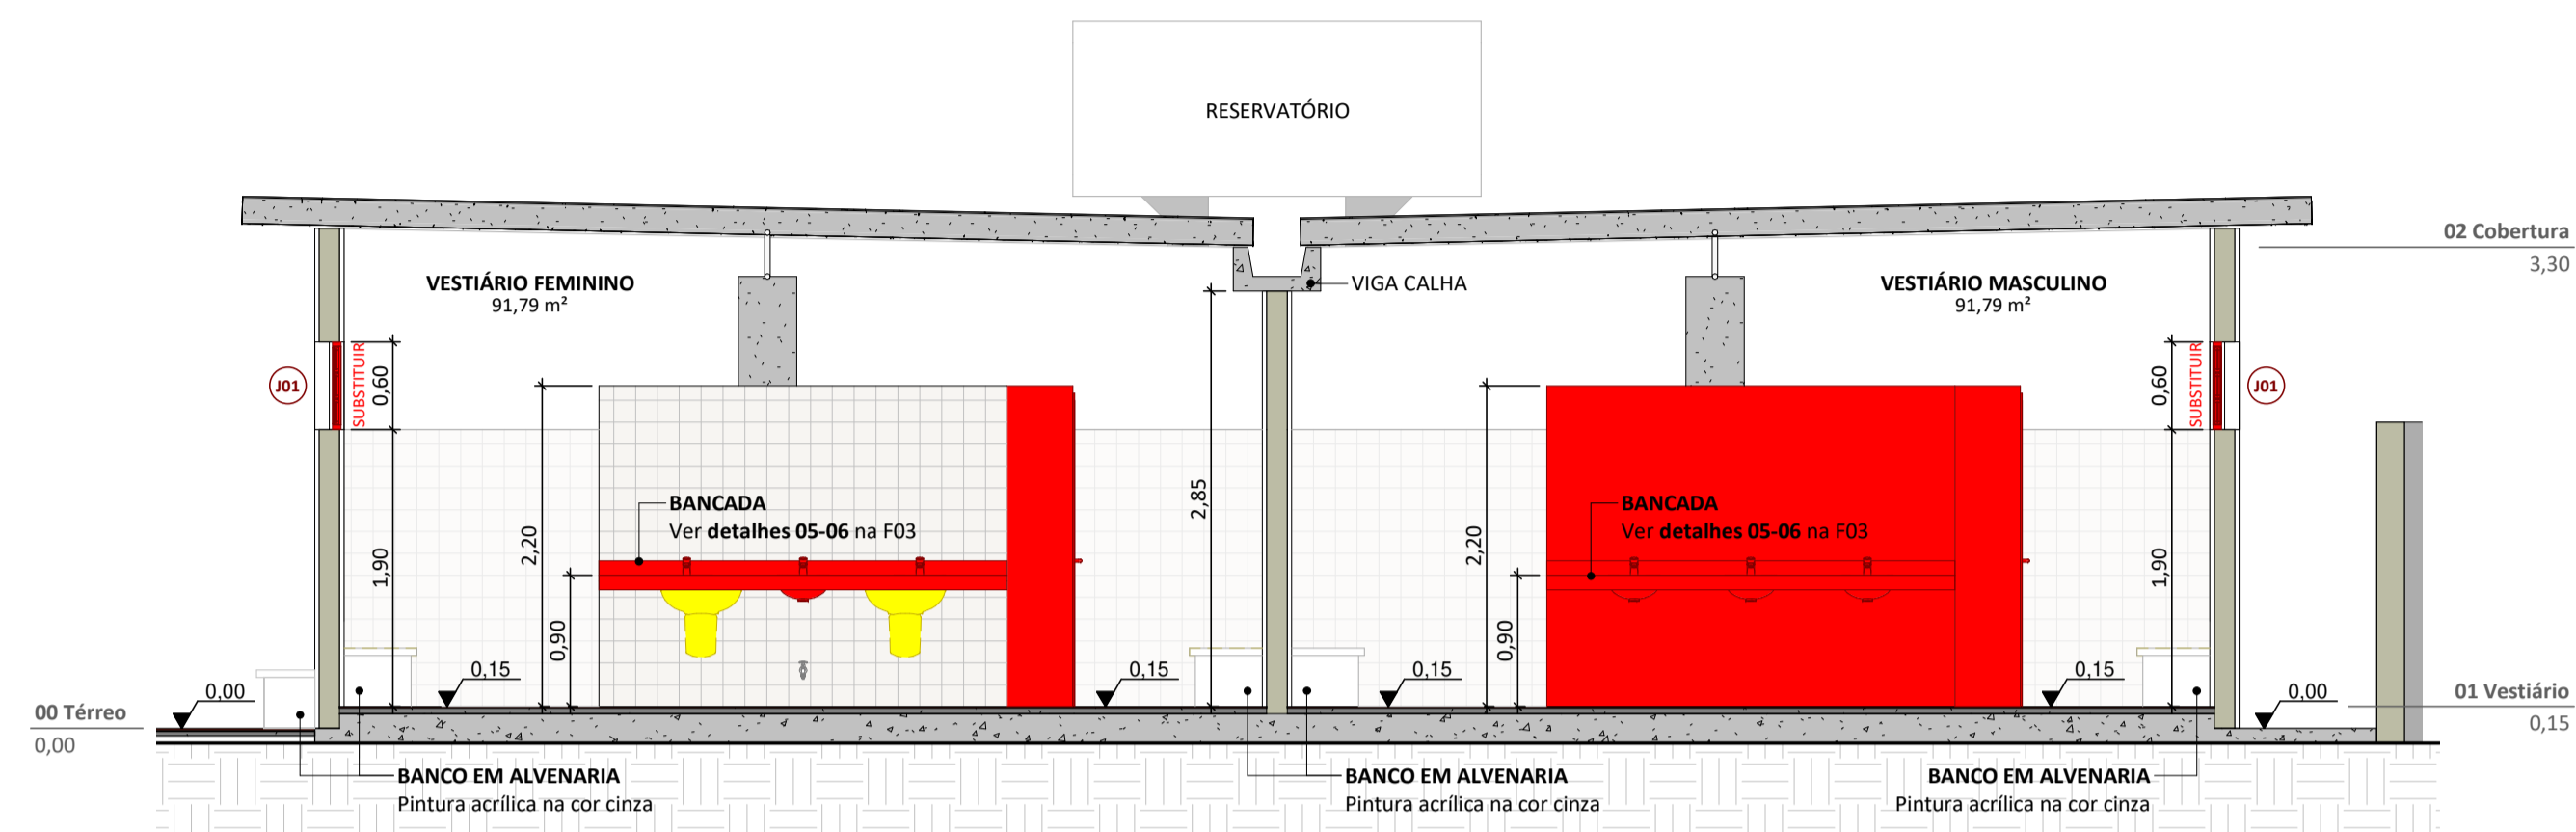 RESERVATÓRIO
02 Cobertura
3,30
VESTIÁRIO FEMININO
91,79 m²
VIGA CALHA
VESTIÁRIO MASCULINO
91,79 m²
J01
SUBSTITUIR
0,60
1,90
2,20
0,90
BANCADA
Ver detalhes 05-06 na F03
2,85
2,20
0,90
BANCADA
Ver detalhes 05-06 na F03
0,60
SUBSTITUIR
J01
1,90
0,00
0,15
0,15
0,15
0,15
0,00
00 Térreo
0,00
01 Vestiário
0,15
BANCO EM ALVENARIA
Pintura acrílica na cor cinza
BANCO EM ALVENARIA
Pintura acrílica na cor cinza
BANCO EM ALVENARIA
Pintura acrílica na cor cinza